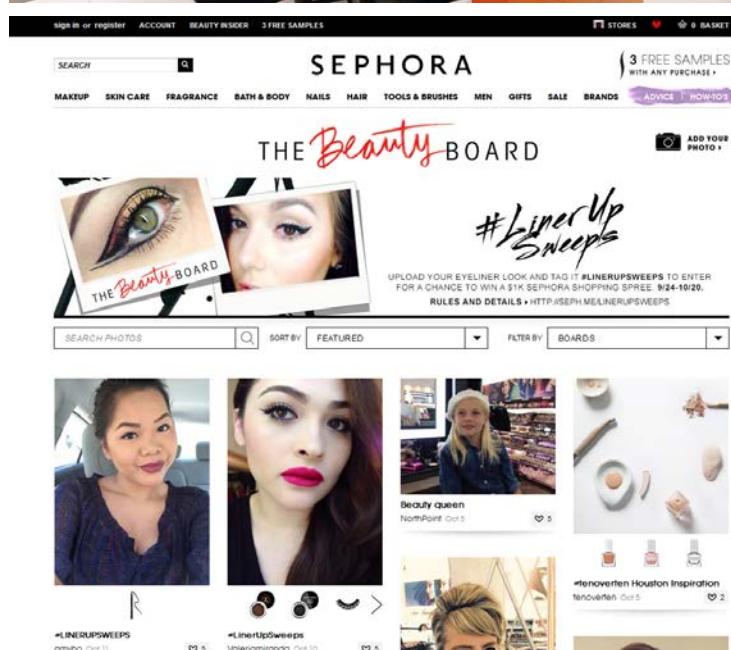 sign in or register ACCOUNT BEAUTY INSIDER 3 FREE SAMPLES STORES 0 BASKET
SEARCH
SEPHORA
3 FREE SAMPLES
WITH ANY PURCHASE
MAKEUP SKIN CARE FRAGRANCE BATH & BODY NAILS HAIR TOOLS & BRUSHES MEN GIFTS SALE BRANDS ADVICE | HOW-TO'S
THE Beauty BOARD
ADD YOUR
PHOTO
THE Beauty BOARD
#LinerUp
Sweeps
UPLOAD YOUR EYELINER LOOK AND TAG IT #LINERUPSWEEPS TO ENTER
FOR A CHANCE TO WIN A $1K SEPHORA SHOPPING SPREE. 9/24-10/20.
RULES AND DETAILS HTTP://SEPH.ME/LINERUPSWEEPS
SEARCH PHOTOS SORT BY FEATURED FILTER BY BOARDS
Beauty queen
NorthPoint Oct 5 5
#tenoverten Houston Inspiration
tenoverten Oct 5 2
#LINERUPSWEEPS
#LinerUpSweeps
Valeriamiranda Oct 10 5